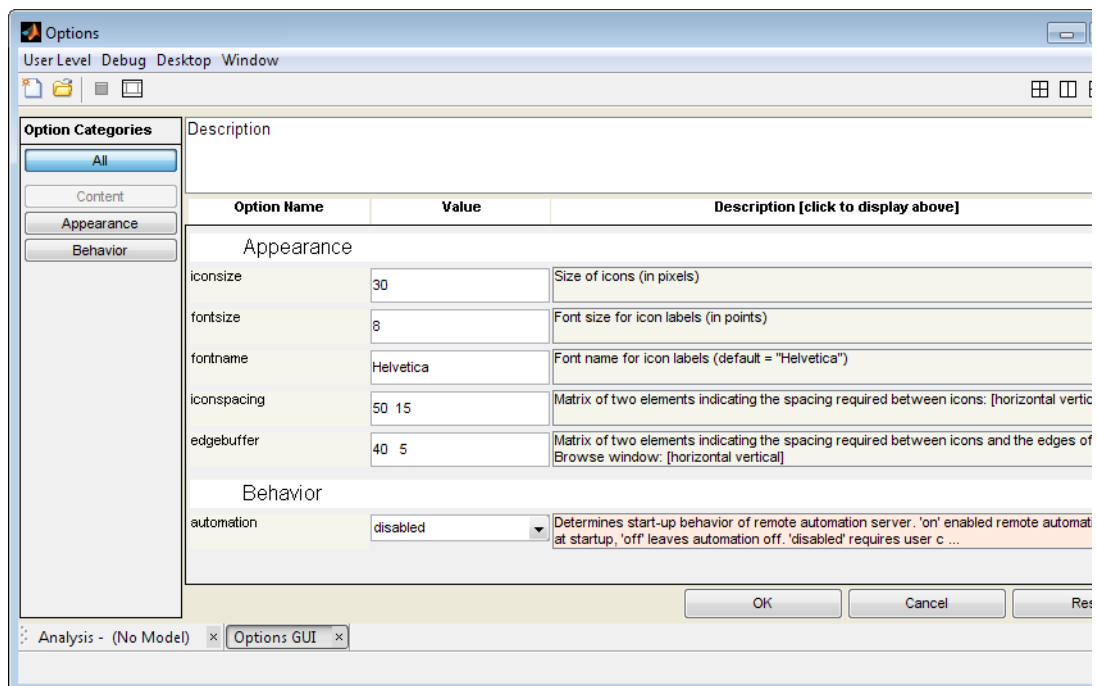 Options
User Level Debug Desktop Window
Option Categories
Description
All
Content
Appearance
Behavior
Option Name Value Description [click to display above]
Appearance
iconsize 30 Size of icons (in pixels)
fontsize 8 Font size for icon labels (in points)
fontname Helvetica Font name for icon labels (default = "Helvetica")
iconspacing 50 15 Matrix of two elements indicating the spacing required between icons: [horizontal vertic
edgebuffer 40 5 Matrix of two elements indicating the spacing required between icons and the edges of
Browse window: [horizontal vertical]
Behavior
automation disabled Determines start-up behavior of remote automation server. 'on' enabled remote automati
at startup, 'off' leaves automation off. 'disabled' requires user c ...
OK Cancel Res
Analysis - (No Model) Options GUI